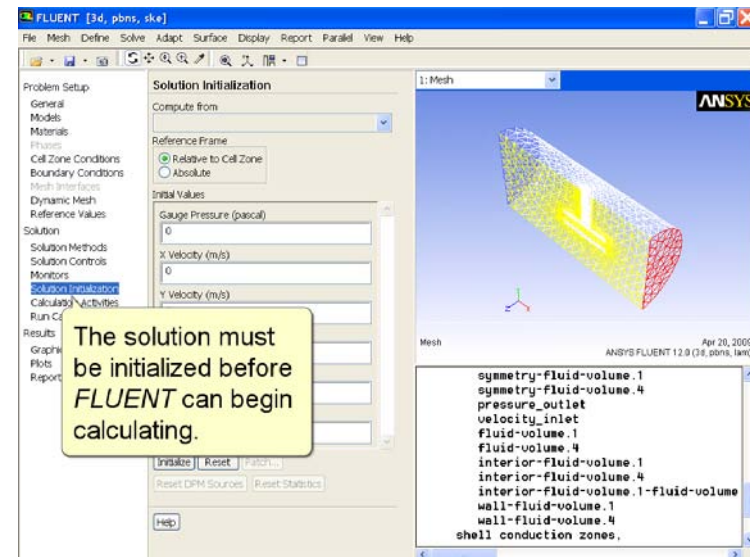 FLUENT [3d, pbns, ske]
File Mesh Define Solve Adapt Surface Display Report Parallel View Help
Problem Setup
General
Models
Materials
Phases
Cell Zone Conditions
Boundary Conditions
Mesh Interfaces
Dynamic Mesh
Reference Values
Solution
Solution Methods
Solution Controls
Monitors
Solution Initialization
Calculation Activities
Run Ca
Results
Graphi
Plots
Report
The solution must
be initialized before
FLUENT can begin
calculating.
Solution Initialization
Compute from
Reference Frame
Relative to Cell Zone
Absolute
Initial Values
Gauge Pressure (pascal)
0
X Velocity (m/s)
0
Y Velocity (m/s)
Initialize Reset Patch...
Reset DPM Sources Reset Statistics
Help
1: Mesh
ANSYS
Mesh
Apr 20, 2009
ANSYS FLUENT 12.0 (3d, pbns, lam)
symmetry-fluid-volume.1
symmetry-fluid-volume.4
pressure_outlet
velocity_inlet
fluid-volume.1
fluid-volume.4
interior-fluid-volume.1
interior-fluid-volume.4
interior-fluid-volume.1-fluid-volume
wall-fluid-volume.1
wall-fluid-volume.4
shell conduction zones,